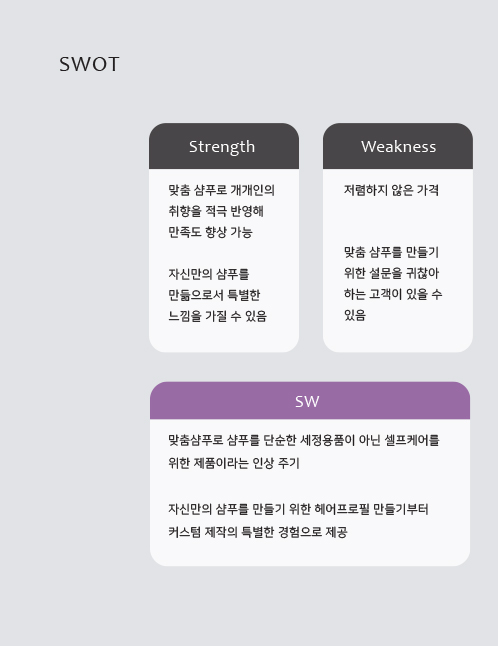 SWOT
Strength
맞춤 샴푸로 개개인의
취향을 적극 반영해
만족도 향상 가능
자신만의 샴푸를
만듦으로서 특별한
느낌을 가질 수 있음
Weakness
저렴하지 않은 가격
맞춤 샴푸를 만들기
위한 설문을 귀찮아
하는 고객이 있을 수
있음
SW
맞춤샴푸로 샴푸를 단순한 세정용품이 아닌 셀프케어를
위한 제품이라는 인상 주기
자신만의 샴푸를 만들기 위한 헤어프로필 만들기부터
커스텀 제작의 특별한 경험으로 제공